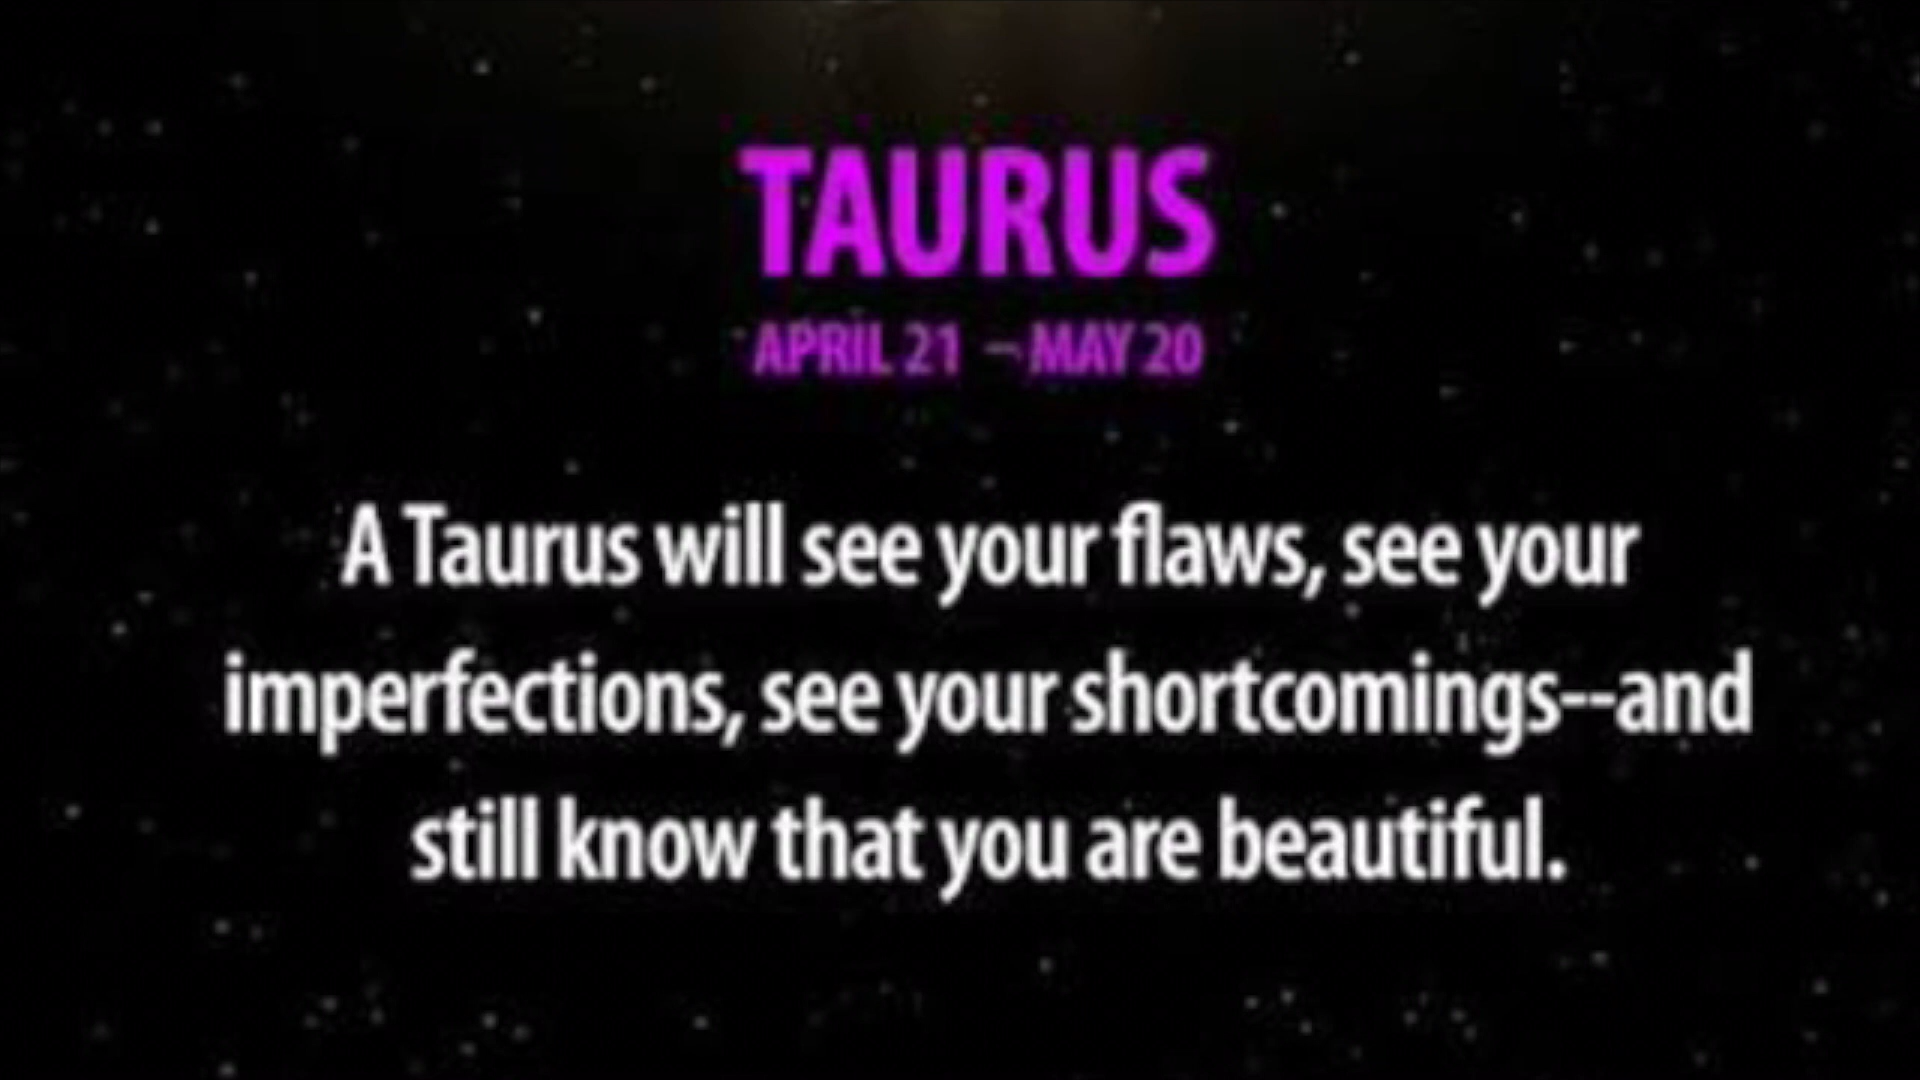 TAURUS
APRIL 21 – MAY 20
A Taurus will see your flaws, see your
imperfections, see your shortcomings--and
still know that you are beautiful.